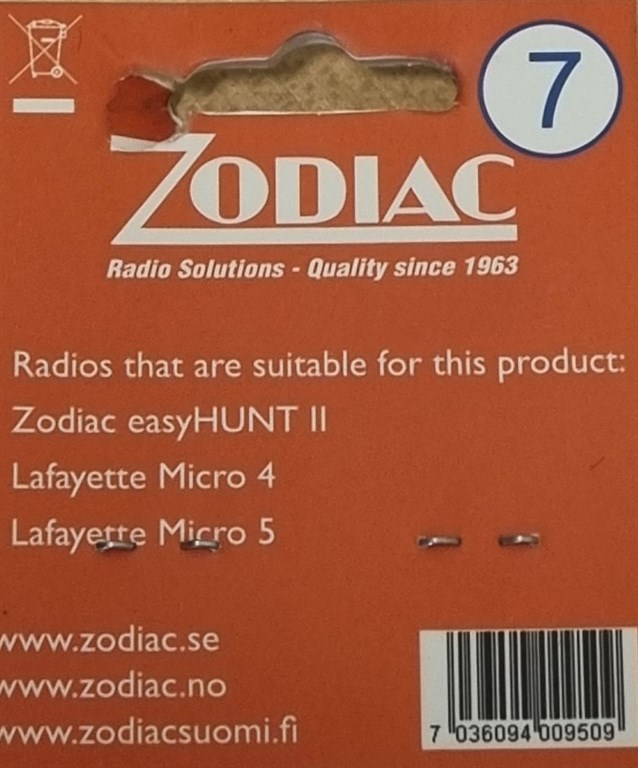 7
ZODIAC
Radio Solutions - Quality since 1963
Radios that are suitable for this product:
Zodiac easyHUNT II
Lafayette Micro 4
Lafayette Micro 5
www.zodiac.se
www.zodiac.no
www.zodiacsuomi.fi
7 036094 009509